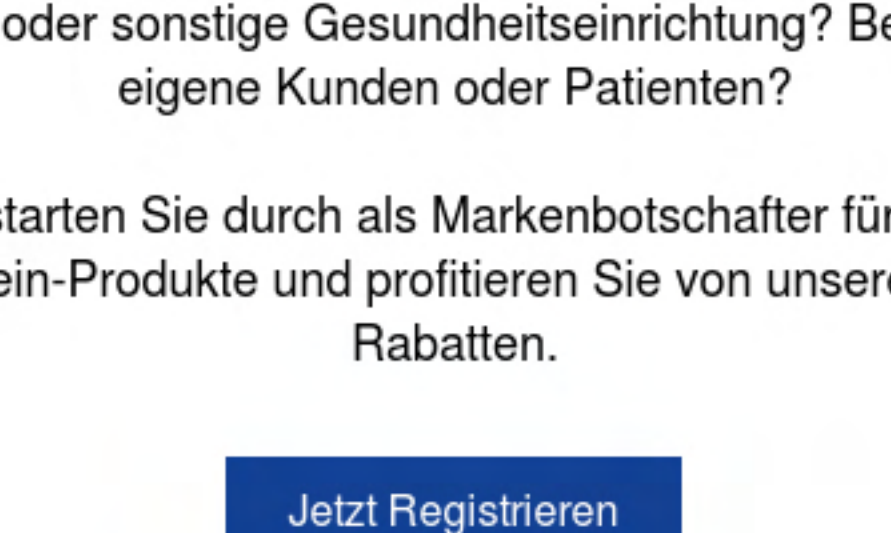 oder sonstige Gesundheitseinrichtung? Be
eigene Kunden oder Patienten?
starten Sie durch als Markenbotschafter für
ein-Produkte und profitieren Sie von unsere
Rabatten.
Jetzt Registrieren